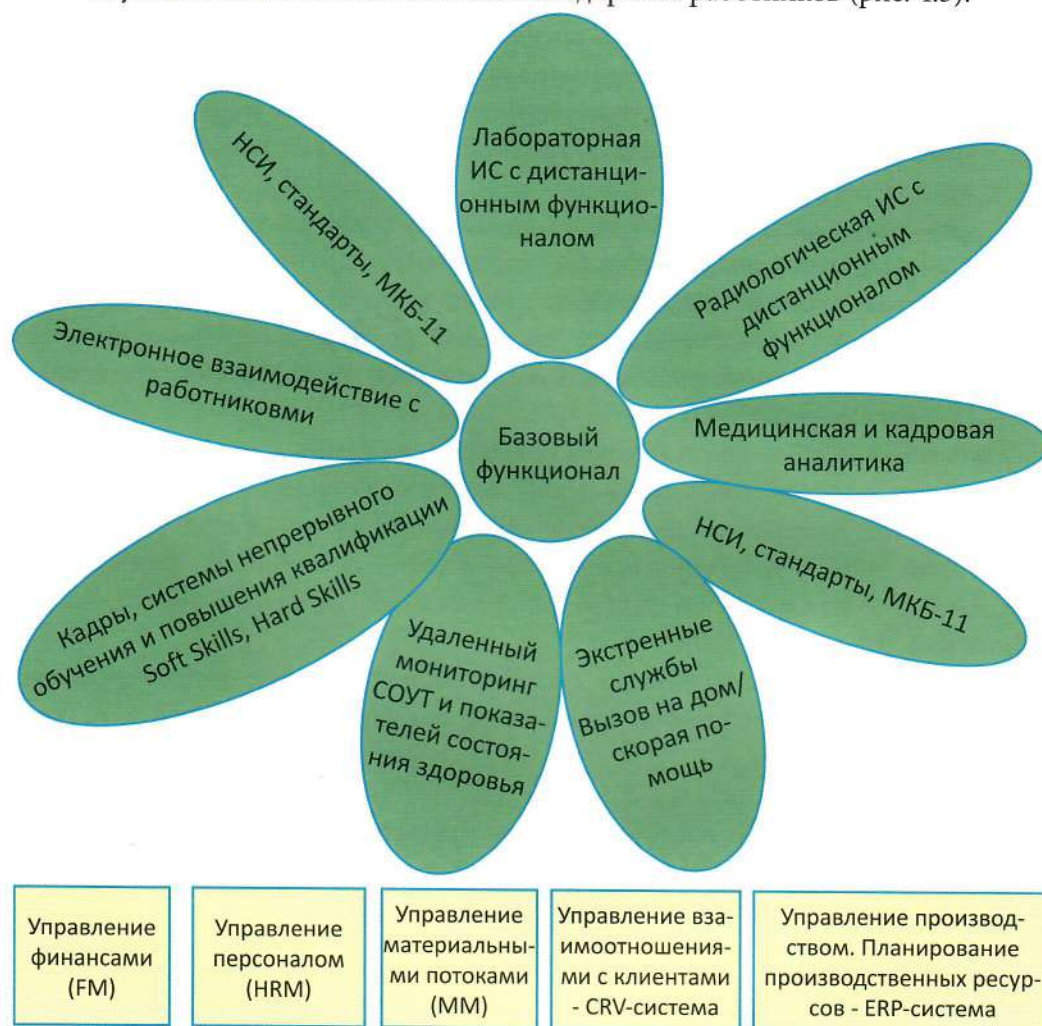 работников (рис. 4.3).
Лабораторная
ИС с дистанци-
онным функцио-
налом
НСИ, стандарты, МКБ-11
Радиологическая ИС с
дистанционным
функционалом
Электронное взаимодействие с
работниковми
Базовый
функционал
Медицинская и кадровая
аналитика
НСИ, стандарты, МКБ-11
Кадры, системы непрерывного
обучения и повышения квалификации
Soft Skills, Hard Skills
Удаленный
мониторинг
СОУТ и показа-
телей состоя-
ния здоровья
Экстренные
службы
Вызов на дом/
скорая по-
мощь
Управление
финансами
(FM)
Управление
персоналом
(HRM)
Управление
материальны-
ми потоками
(MM)
Управление вза-
имоотношения-
ми с клиентами
- CRV-система
Управление производ-
ством. Планирование
производственных ресур-
сов - ERP-система